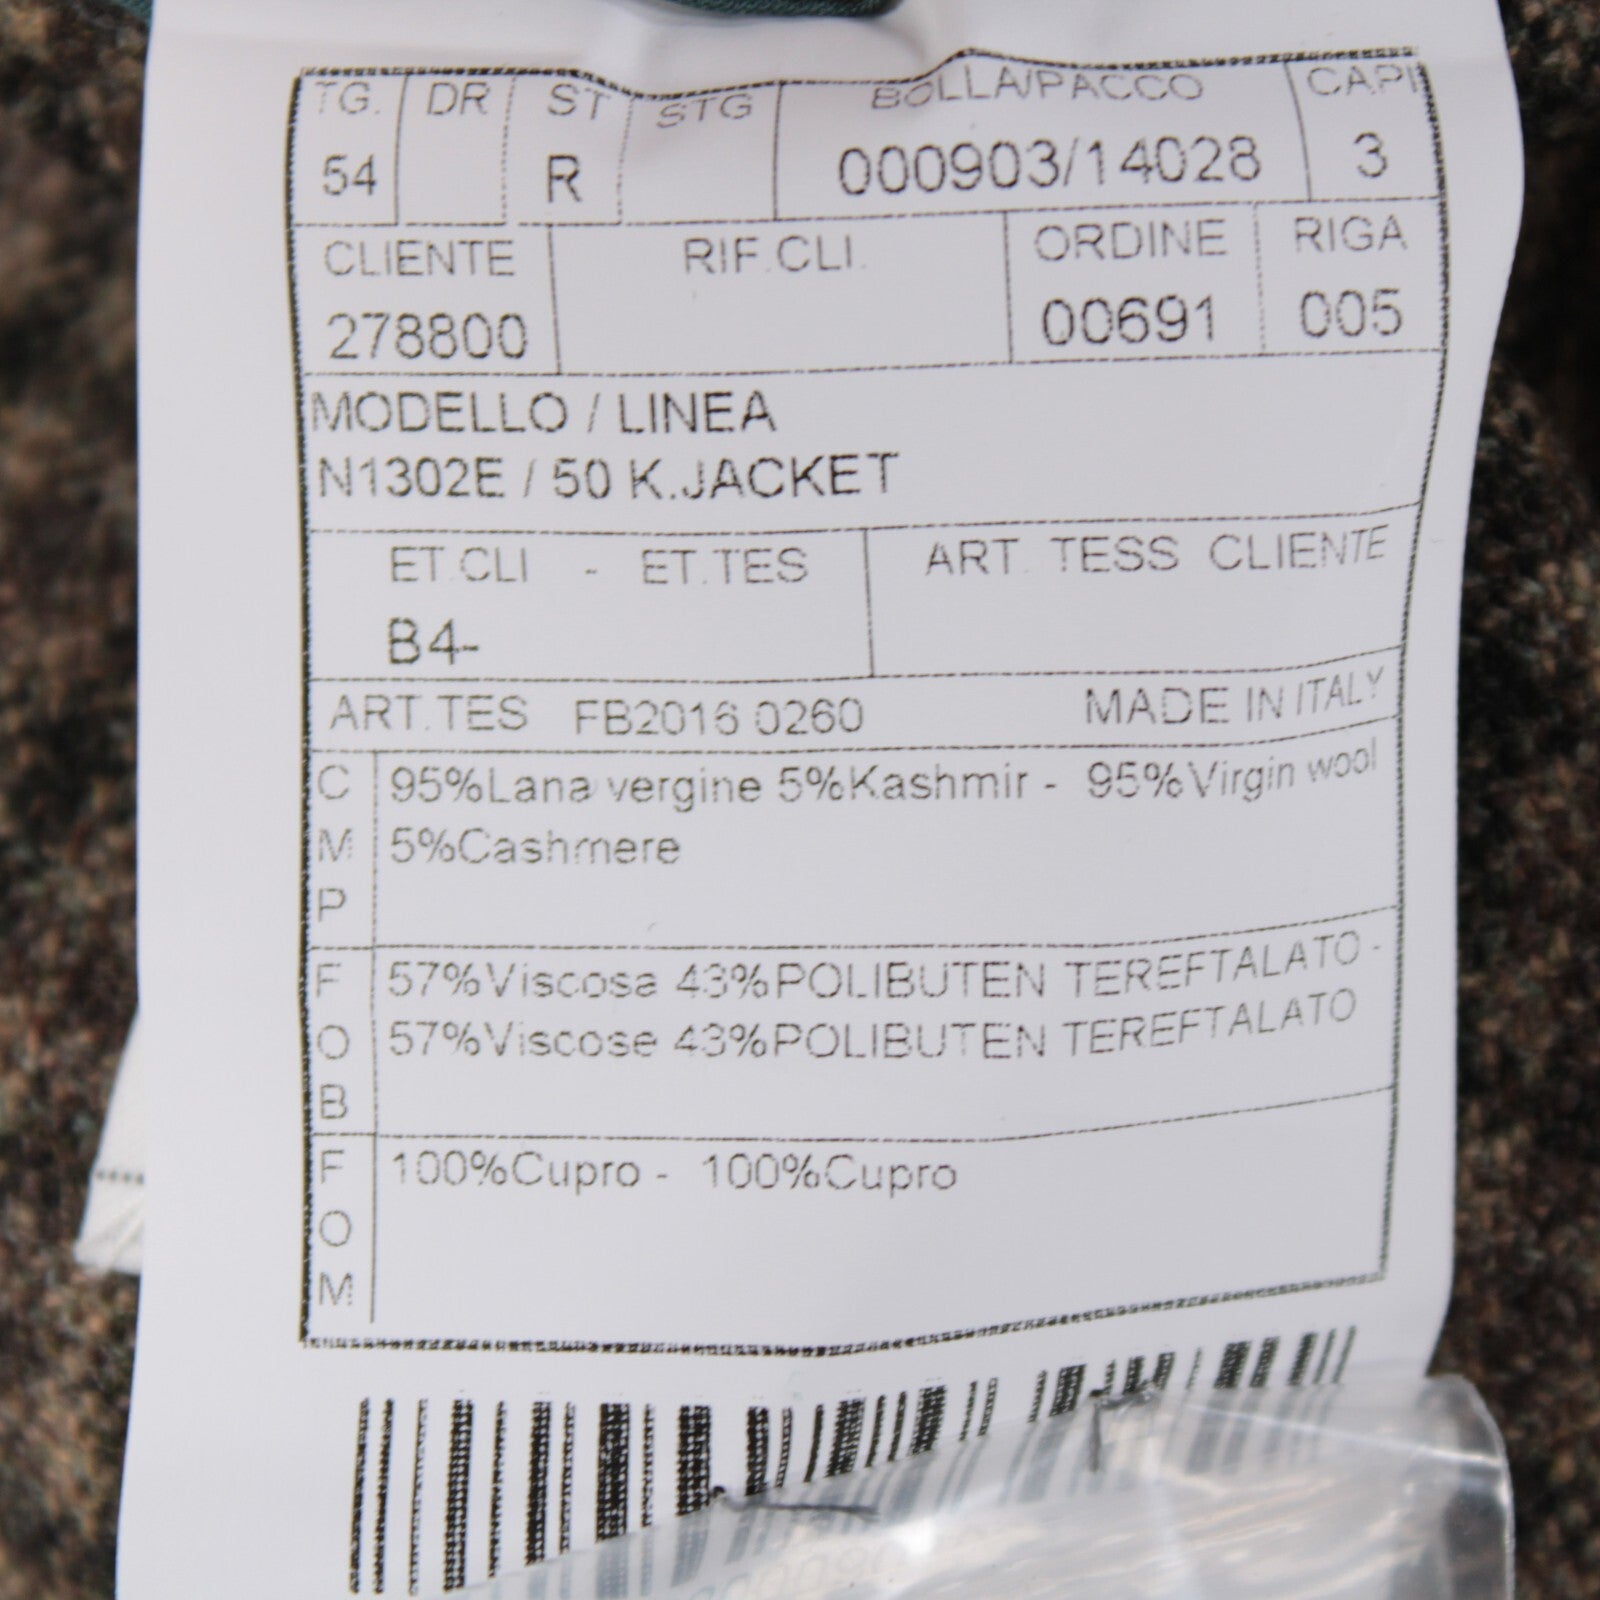 TG. DR ST STG BOLLA/PACCO CAPI
54 R 000903/14028 3
CLIENTE RIF.CLI. ORDINE RIGA
278800 00691 005
MODELLO / LINEA
N1302E / 50 K.JACKET
ET.CLI - ET.TES ART. TESS CLIENTE
B4-
ART.TES FB2016 0260 MADE IN ITALY
C 95%Lana vergine 5%Kashmir - 95%Virgin wool
M 5%Cashmere
P
F 57%Viscosa 43%POLIBUTEN TEREFTALATO -
O 57%Viscose 43%POLIBUTEN TEREFTALATO
B
F 100%Cupro - 100%Cupro
O
M